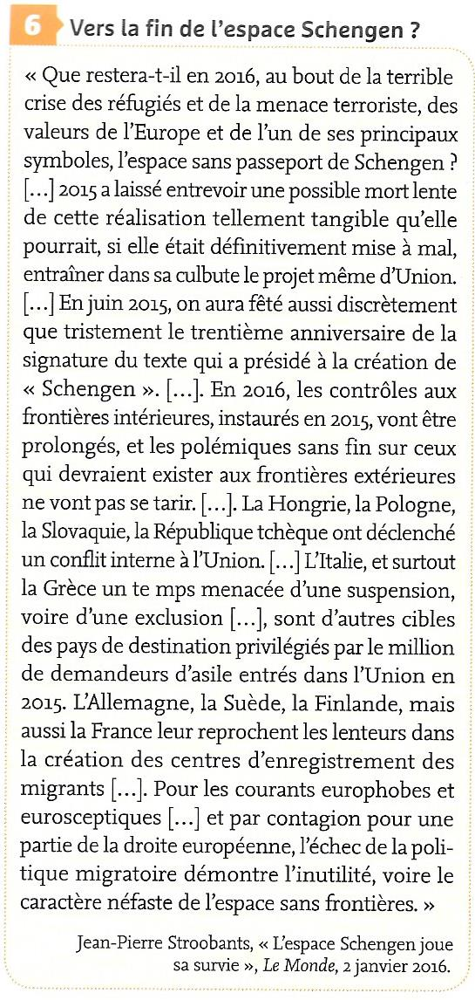 6 Vers la fin de l'espace Schengen ?
« Que restera-t-il en 2016, au bout de la terrible
crise des réfugiés et de la menace terroriste, des
valeurs de l'Europe et de l'un de ses principaux
symboles, l'espace sans passeport de Schengen ?
[...] 2015 a laissé entrevoir une possible mort lente
de cette réalisation tellement tangible qu'elle
pourrait, si elle était définitivement mise à mal,
entraîner dans sa culbute le projet même d'Union.
[...] En juin 2015, on aura fêté aussi discrètement
que tristement le trentième anniversaire de la
signature du texte qui a présidé à la création de
« Schengen ». [...]. En 2016, les contrôles aux
frontières intérieures, instaurés en 2015, vont être
prolongés, et les polémiques sans fin sur ceux
qui devraient exister aux frontières extérieures
ne vont pas se tarir. [...]. La Hongrie, la Pologne,
la Slovaquie, la République tchèque ont déclenché
un conflit interne à l'Union. [...] L'Italie, et surtout
la Grèce un te mps menacée d'une suspension,
voire d'une exclusion [...], sont d'autres cibles
des pays de destination privilégiés par le million
de demandeurs d'asile entrés dans l'Union en
2015. L'Allemagne, la Suède, la Finlande, mais
aussi la France leur reprochent les lenteurs dans
la création des centres d'enregistrement des
migrants [...]. Pour les courants europhobes et
eurosceptiques [...] et par contagion pour une
partie de la droite européenne, l'échec de la poli-
tique migratoire démontre l'inutilité, voire le
caractère néfaste de l'espace sans frontières. »
Jean-Pierre Stroobants, « L'espace Schengen joue
sa survie », Le Monde, 2 janvier 2016.